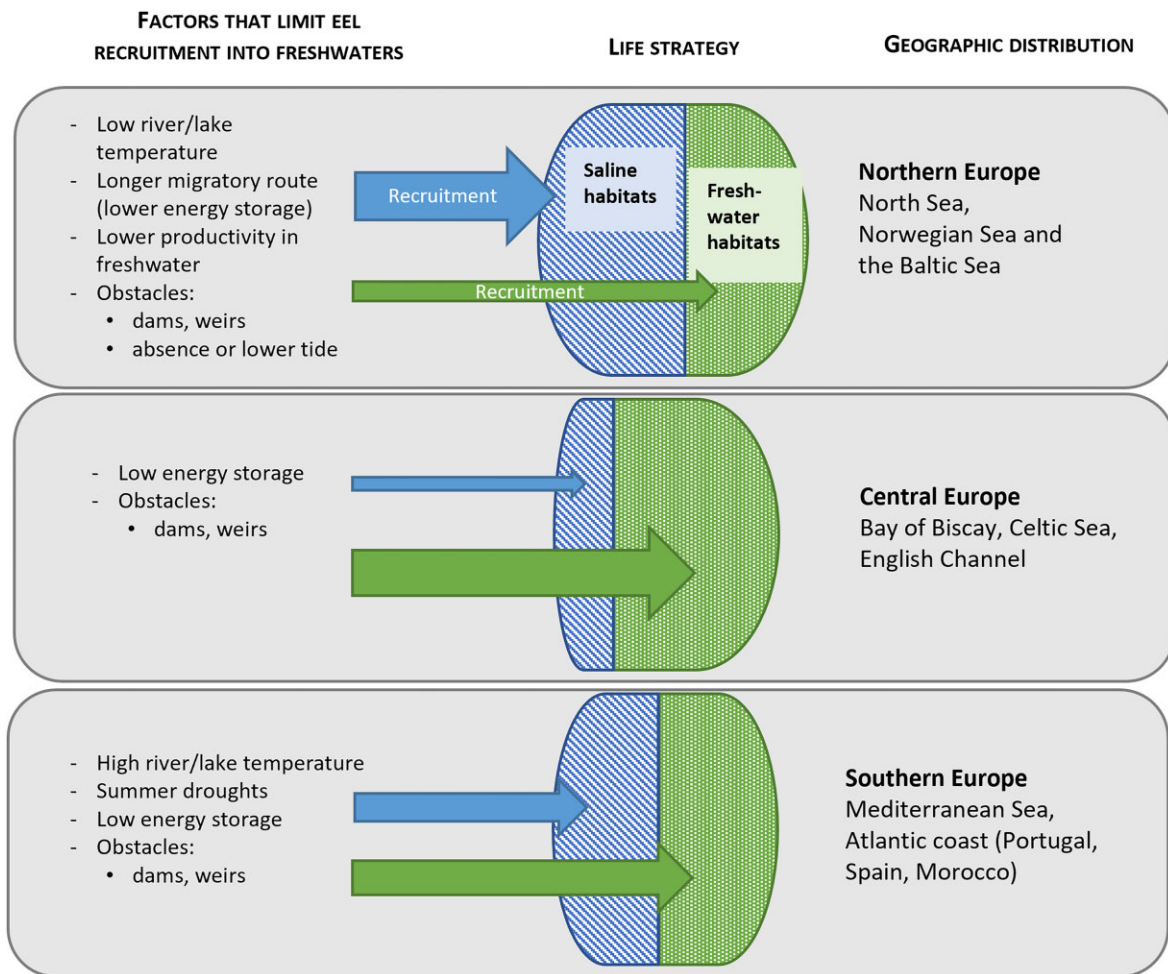 FACTORS THAT LIMIT EEL
RECRUITMENT INTO FRESHWATERS
LIFE STRATEGY
GEOGRAPHIC DISTRIBUTION
- Low river/lake
temperature
- Longer migratory route
(lower energy storage)
- Lower productivity in
freshwater
- Obstacles:
• dams, weirs
• absence or lower tide
Recruitment
Recruitment
Saline
habitats
Fresh-
water
habitats
Northern Europe
North Sea,
Norwegian Sea and
the Baltic Sea
- Low energy storage
- Obstacles:
• dams, weirs
Central Europe
Bay of Biscay, Celtic Sea,
English Channel
- High river/lake temperature
- Summer droughts
- Low energy storage
- Obstacles:
• dams, weirs
Southern Europe
Mediterranean Sea,
Atlantic coast (Portugal,
Spain, Morocco)